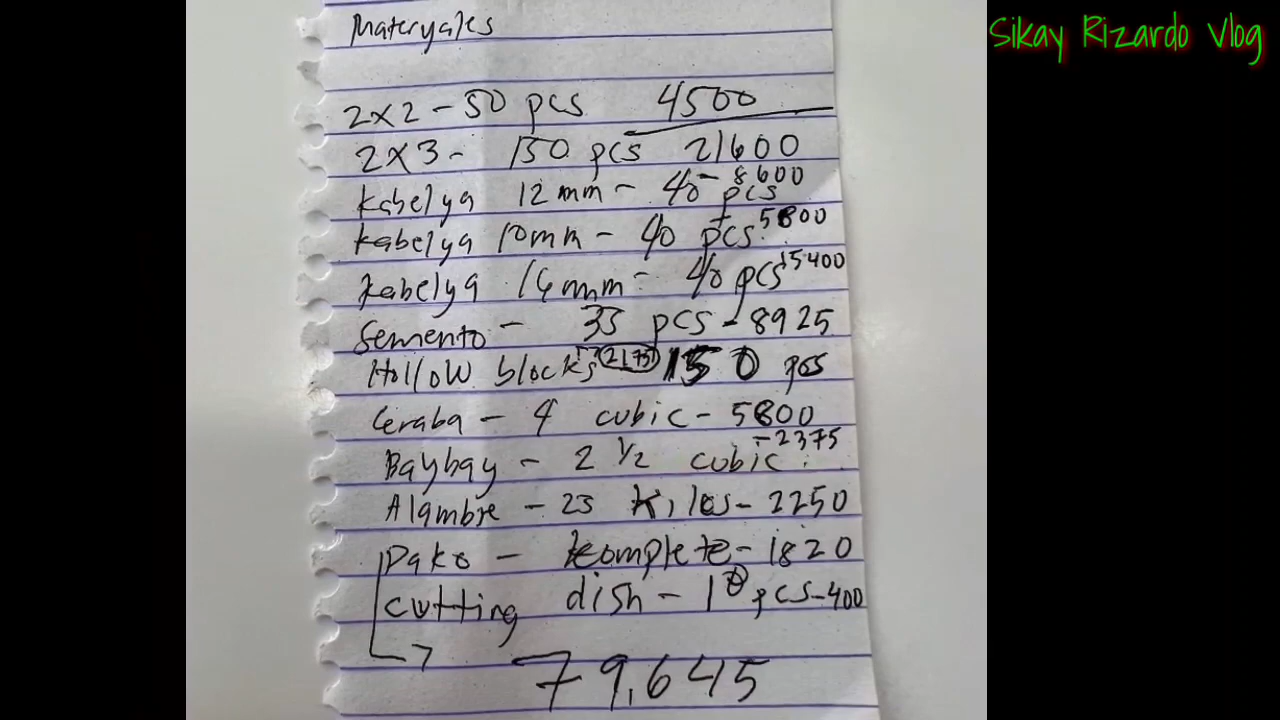 Materyales
Sikay Rizardo Vlog
2x2 - 50 pcs 4500
2x3 - 150 pcs 21600
kabelya 12mm - 40 pcs - 8600
kabelya 10mm - 40 pcs - 5800
kabelya 16mm - 40 pcs 15400
Semento - 35 pcs - 8925
Hollow blocks - 2175 150 pcs
Graba - 4 cubic - 5800
Baybay - 2 1/2 cubic - 2375
Alambre - 25 kilos - 2250
Pako - komplete - 1820
cutting dish - 10 pcs - 400
79,645